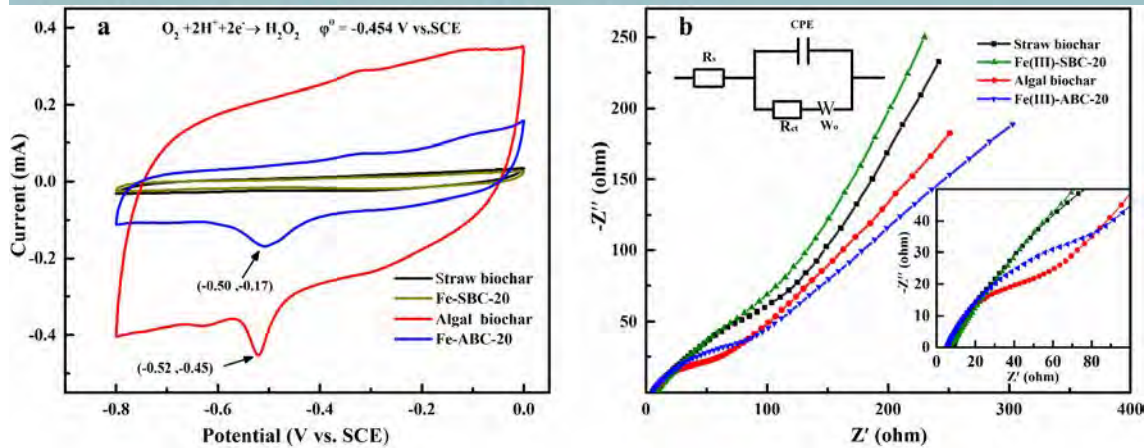 a
O₂ +2H⁺+2e⁻→ H₂O₂ φ⁰ = -0.454 V vs.SCE
Current (mA)
0.4
0.2
0.0
-0.2
-0.4
(-0.50 ,-0.17)
(-0.52 ,-0.45)
Straw biochar
Fe-SBC-20
Algal biochar
Fe-ABC-20
-0.8
-0.6
-0.4
-0.2
0.0
Potential (V vs. SCE)
b
CPE
Rs
Rct
Wo
Straw biochar
Fe(III)-SBC-20
Algal biochar
Fe(III)-ABC-20
-Z'' (ohm)
250
200
150
100
50
0
0
100
200
300
400
Z' (ohm)
-Z'' (ohm)
40
30
20
10
0
0
20
40
60
80
Z' (ohm)